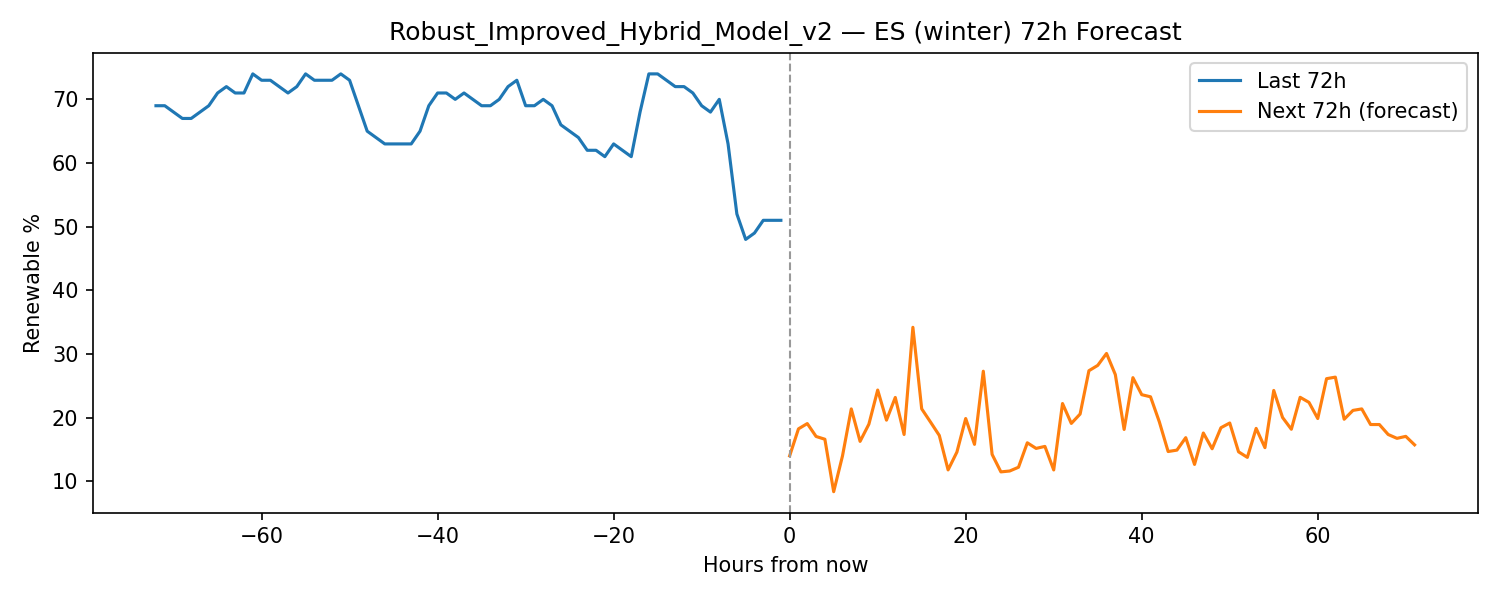 Robust_Improved_Hybrid_Model_v2 — ES (winter) 72h Forecast
Last 72h
Next 72h (forecast)
Renewable %
70
60
50
40
30
20
10
−60
−40
−20
0
20
40
60
Hours from now